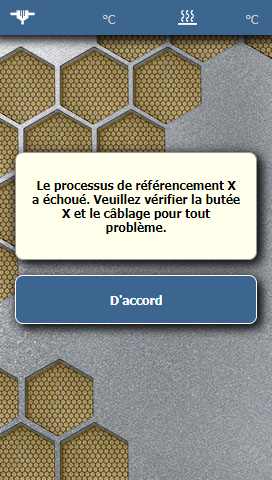 °C °C
Le processus de référencement X
a échoué. Veuillez vérifier la butée
X et le câblage pour tout
problème.
D'accord